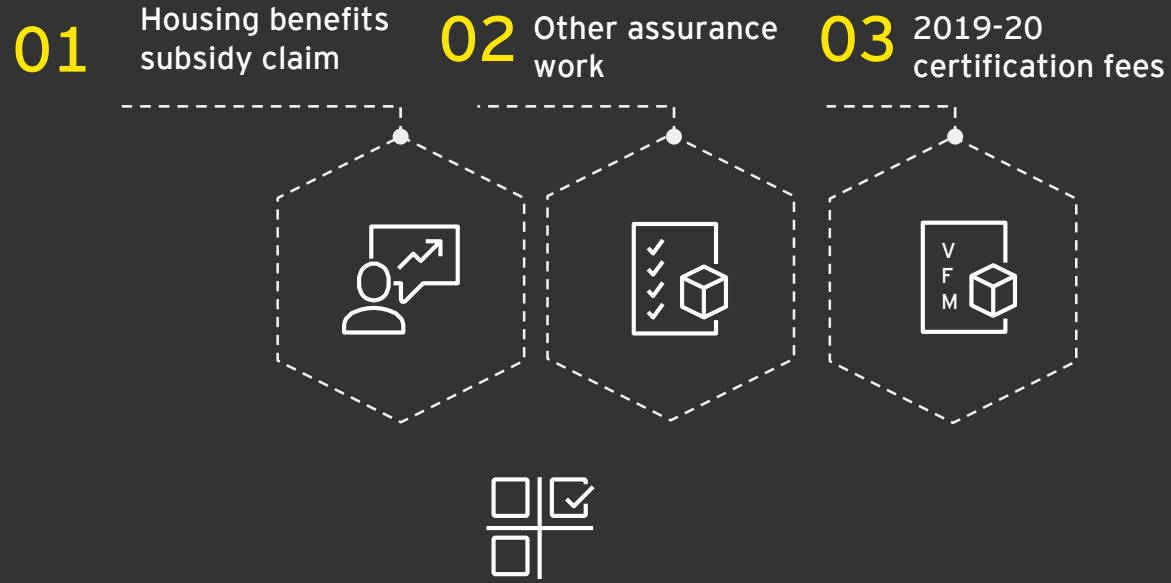 01
Housing benefits
subsidy claim
02
Other assurance
work
03
2019-20
certification fees
V
F
M